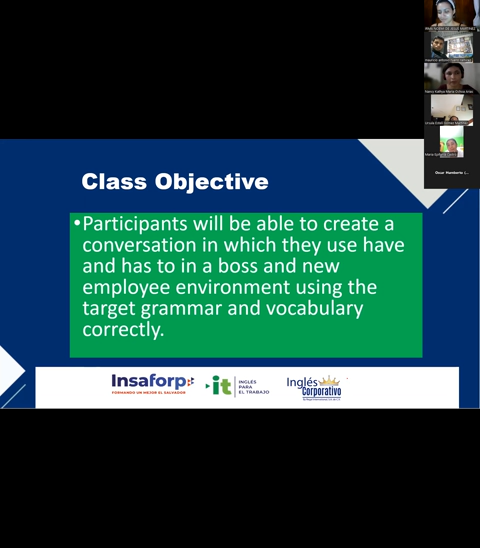 Class Objective
•Participants will be able to create a
conversation in which they use have
and has to in a boss and new
employee environment using the
target grammar and vocabulary
correctly.
Insaforp
FORMANDO UN MEJOR EL SALVADOR
it
INGLÉS
PARA
EL TRABAJO
Inglés
Corporativo
Oscar Humberto (...